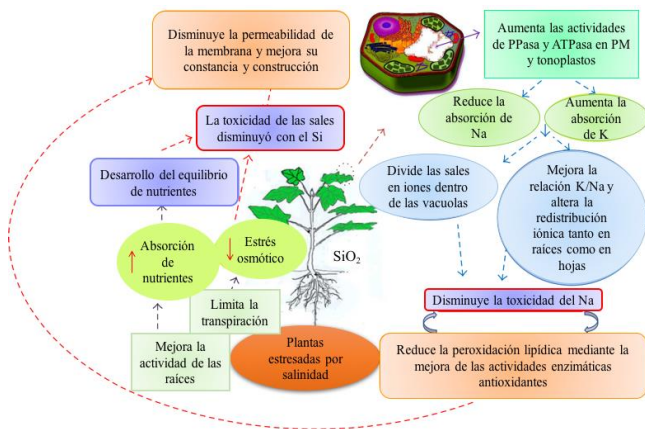 Disminuye la permeabilidad de
la membrana y mejora su
constancia y construcción
Aumenta las actividades
de PPasa y ATPasa en PM
y tonoplastos
La toxicidad de las sales
disminuyó con el Si
Reduce la
absorción de
Na
Aumenta la
absorción
de K
Desarrollo del equilibrio
de nutrientes
Divide las sales
en iones dentro
de las vacuolas
Mejora la
relación K/Na y
altera la
redistribución
iónica tanto en
raíces como en
hojas
Absorción
de
nutrientes
Estrés
osmótico
SiO2
Limita la
transpiración
Disminuye la toxicidad del Na
Mejora la
actividad de las
raíces
Plantas
estresadas por
salinidad
Reduce la peroxidación lipídica mediante la
mejora de las actividades enzimáticas
antioxidantes